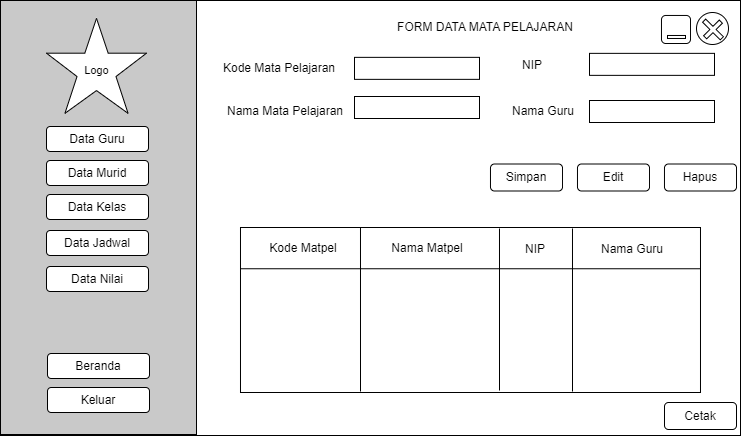 FORM DATA MATA PELAJARAN
Logo
Data Guru
Data Murid
Data Kelas
Data Jadwal
Data Nilai
Beranda
Keluar
Kode Mata Pelajaran
NIP
Nama Mata Pelajaran
Nama Guru
Simpan
Edit
Hapus
Kode Matpel
Nama Matpel
NIP
Nama Guru
Cetak